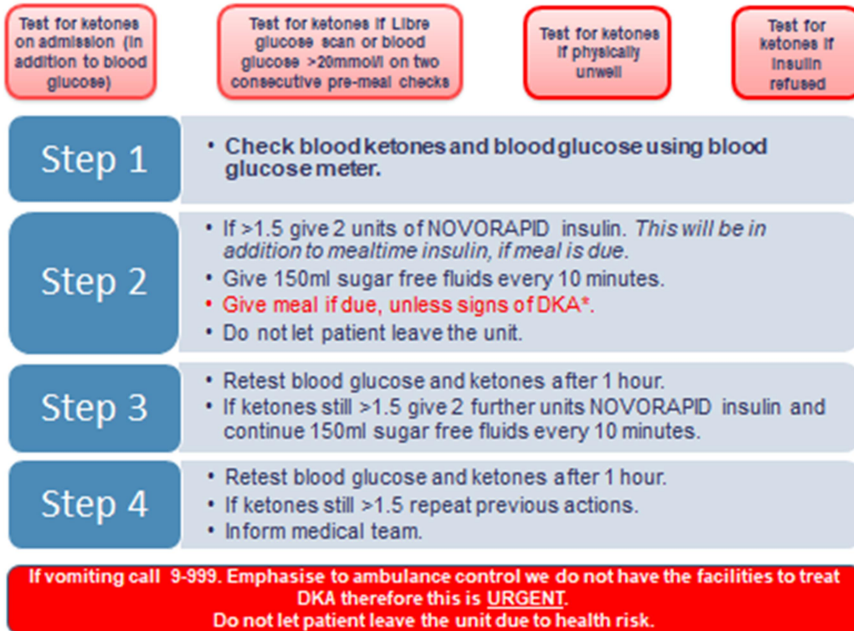 Test for ketones
on admission (in
addition to blood
glucose)
Test for ketones if Libre
glucose scan or blood
glucose >20mmol/l on two
consecutive pre-meal checks
Test for ketones
if physically
unwell
Test for
ketones if
insulin
refused
Step 1
• Check blood ketones and blood glucose using blood
glucose meter.
Step 2
• If >1.5 give 2 units of NOVORAPID insulin. This will be in
addition to mealtime insulin, if meal is due.
• Give 150ml sugar free fluids every 10 minutes.
• Give meal if due, unless signs of DKA*.
• Do not let patient leave the unit.
Step 3
• Retest blood glucose and ketones after 1 hour.
• If ketones still >1.5 give 2 further units NOVORAPID insulin and
continue 150ml sugar free fluids every 10 minutes.
Step 4
• Retest blood glucose and ketones after 1 hour.
• If ketones still >1.5 repeat previous actions.
• Inform medical team.
If vomiting call 9-999. Emphasise to ambulance control we do not have the facilities to treat
DKA therefore this is URGENT.
Do not let patient leave the unit due to health risk.